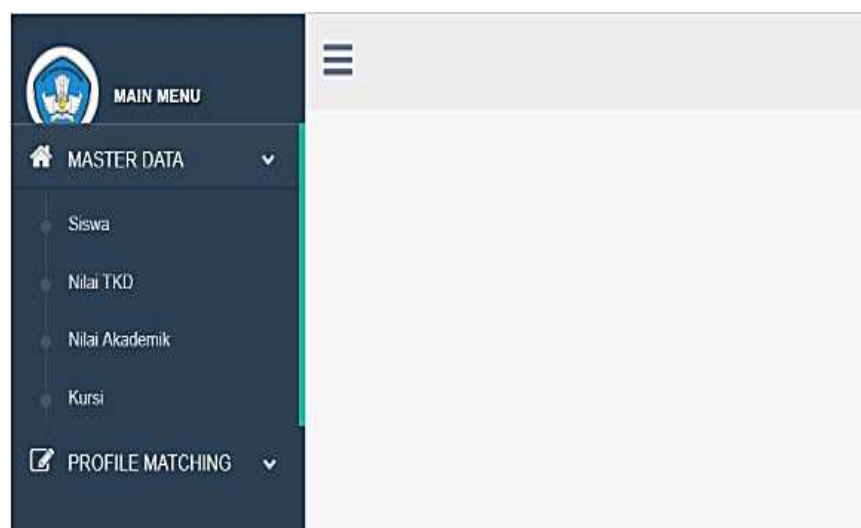 MAIN MENU
MASTER DATA
Siswa
Nilai TKD
Nilai Akademik
Kursi
PROFILE MATCHING